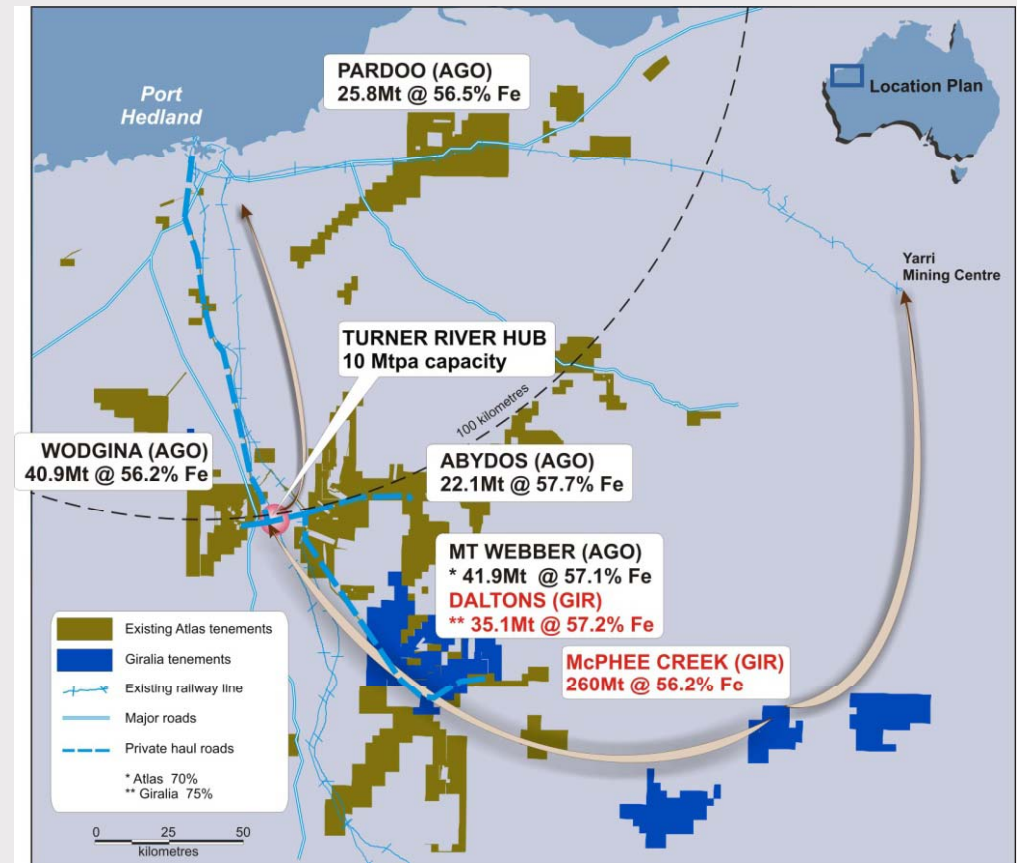 PARDOO (AGO)
25.8Mt @ 56.5% Fe
Location Plan
Port
Hedland
Yarri
Mining Centre
TURNER RIVER HUB
10 Mtpa capacity
100 kilometres
WODGINA (AGO)
40.9Mt @ 56.2% Fe
ABYDOS (AGO)
22.1Mt @ 57.7% Fe
MT WEBBER (AGO)
* 41.9Mt @ 57.1% Fe
DALTONS (GIR)
** 35.1Mt @ 57.2% Fe
McPHEE CREEK (GIR)
260Mt @ 56.2% Fe
Existing Atlas tenements
Giralia tenements
Existing railway line
Major roads
Private haul roads
* Atlas 70%
** Giralia 75%
0 25 50
kilometres